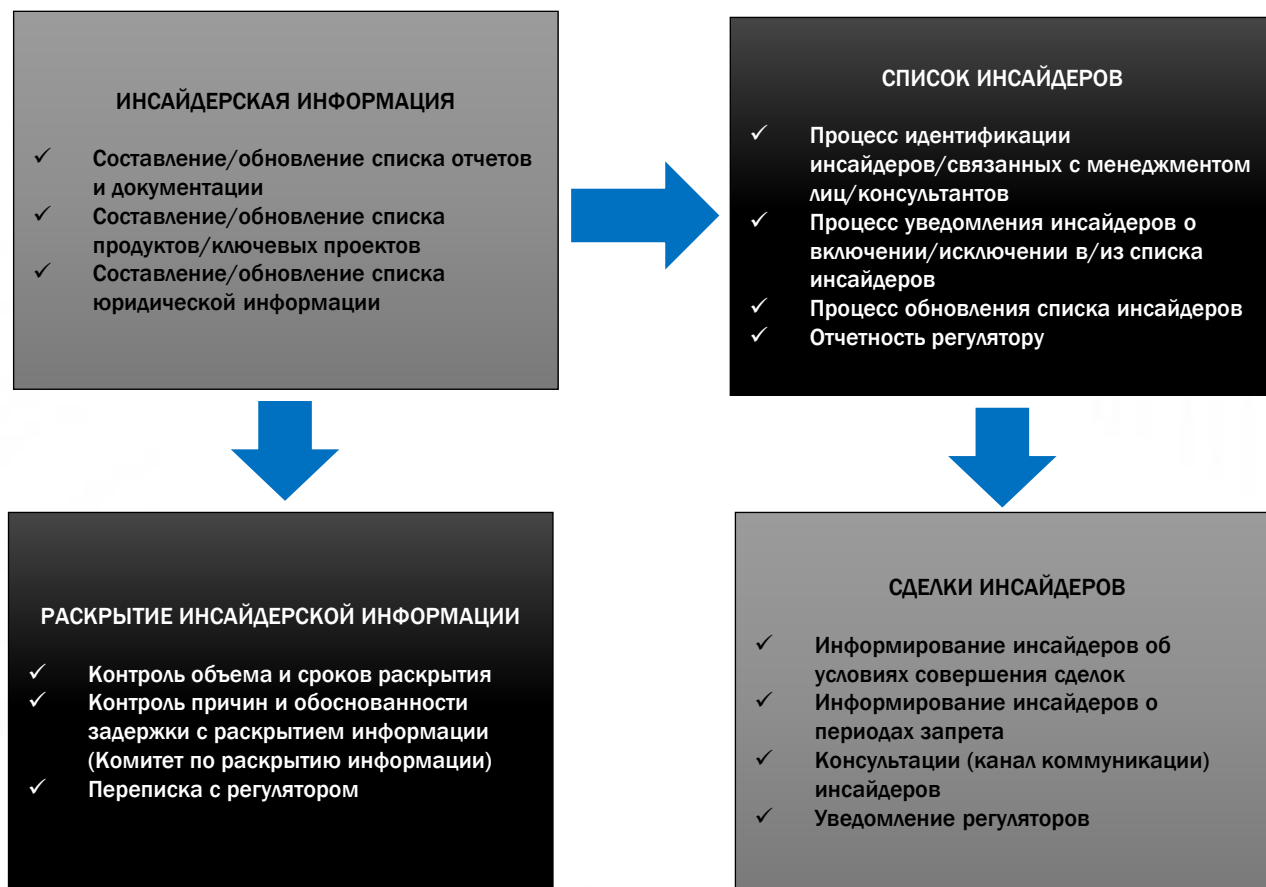 ИНСАЙДЕРСКАЯ ИНФОРМАЦИЯ
✓ Составление/обновление списка отчетов
и документации
✓ Составление/обновление списка
продуктов/ключевых проектов
✓ Составление/обновление списка
юридической информации
СПИСОК ИНСАЙДЕРОВ
✓ Процесс идентификации
инсайдеров/связанных с менеджментом
лиц/консультантов
✓ Процесс уведомления инсайдеров о
включении/исключении в/из списка
инсайдеров
✓ Процесс обновления списка инсайдеров
✓ Отчетность регулятору
РАСКРЫТИЕ ИНСАЙДЕРСКОЙ ИНФОРМАЦИИ
✓ Контроль объема и сроков раскрытия
✓ Контроль причин и обоснованности
задержки с раскрытием информации
(Комитет по раскрытию информации)
✓ Переписка с регулятором
СДЕЛКИ ИНСАЙДЕРОВ
✓ Информирование инсайдеров об
условиях совершения сделок
✓ Информирование инсайдеров о
периодах запрета
✓ Консультации (канал коммуникации)
инсайдеров
✓ Уведомление регуляторов